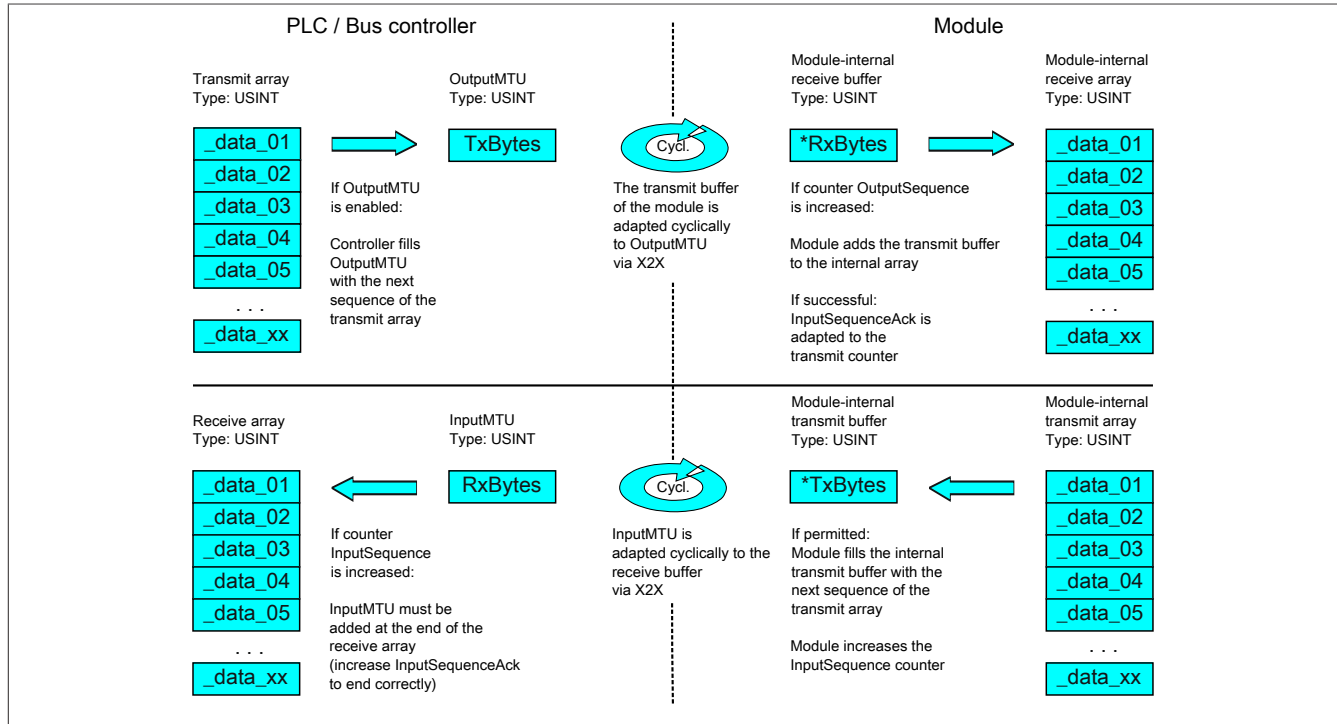 PLC / Bus controller
Module
Transmit array
Type: USINT
OutputMTU
Type: USINT
Module-internal
receive buffer
Type: USINT
Module-internal
receive array
Type: USINT
_data_01
_data_02
_data_03
_data_04
_data_05
. . .
_data_xx
TxBytes
Cycl.
*RxBytes
_data_01
_data_02
_data_03
_data_04
_data_05
. . .
_data_xx
If OutputMTU
is enabled:
Controller fills
OutputMTU
with the next
sequence of the
transmit array
The transmit buffer
of the module is
adapted cyclically
to OutputMTU
via X2X
If counter OutputSequence
is increased:
Module adds the transmit buffer
to the internal array
If successful:
InputSequenceAck is
adapted to the
transmit counter
Receive array
Type: USINT
InputMTU
Type: USINT
Module-internal
transmit buffer
Type: USINT
Module-internal
transmit array
Type: USINT
_data_01
_data_02
_data_03
_data_04
_data_05
. . .
_data_xx
RxBytes
Cycl.
*TxBytes
_data_01
_data_02
_data_03
_data_04
_data_05
. . .
_data_xx
If counter
InputSequence
is increased:
InputMTU must be
added at the end of the
receive array
(increase InputSequenceAck
to end correctly)
InputMTU is
adapted cyclically to the
receive buffer
via X2X
If permitted:
Module fills the internal
transmit buffer with the
next sequence of the
transmit array
Module increases the
InputSequence counter